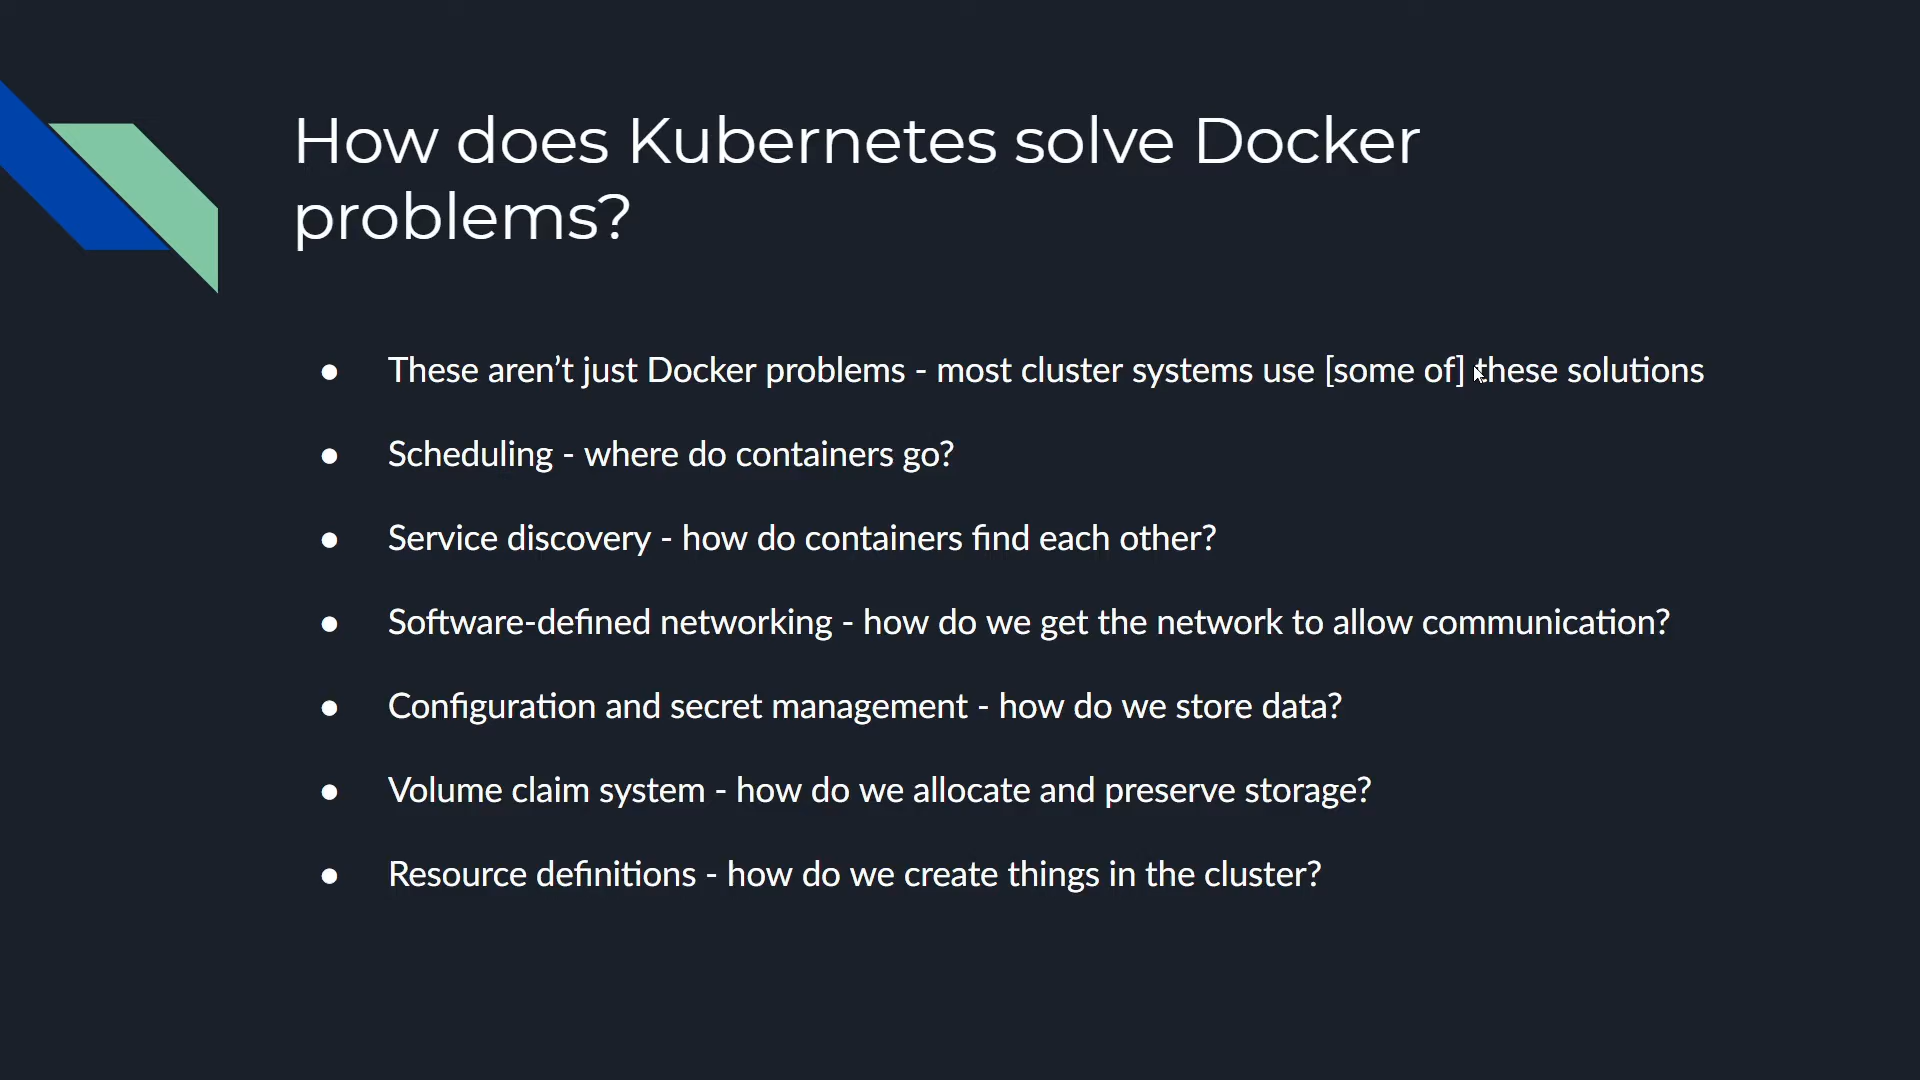 How does Kubernetes solve Docker
problems?
● These aren’t just Docker problems - most cluster systems use [some of] these solutions
● Scheduling - where do containers go?
● Service discovery - how do containers find each other?
● Software-defined networking - how do we get the network to allow communication?
● Configuration and secret management - how do we store data?
● Volume claim system - how do we allocate and preserve storage?
● Resource definitions - how do we create things in the cluster?